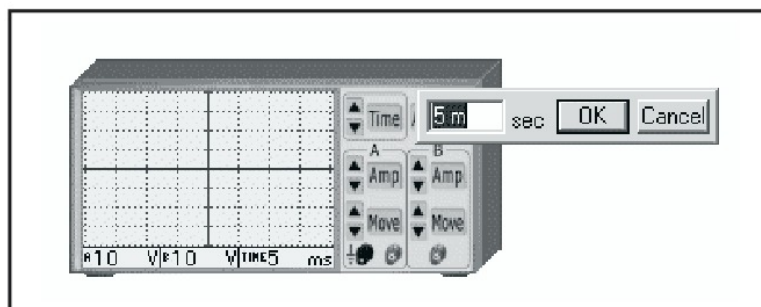 Time
5 m sec OK Cancel
A B
Amp Amp
Move Move
A10 V B10 V TIME5 ms